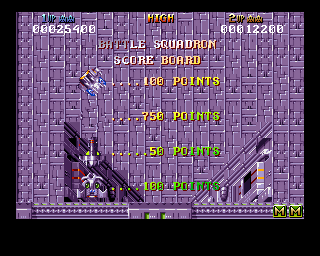 1UP HIGH 2UP
00025400 00012200
BATTLE SQUADRON
SCORE BOARD
....100 POINTS
.....750 POINTS
.....50 POINTS
....100 POINTS
M M